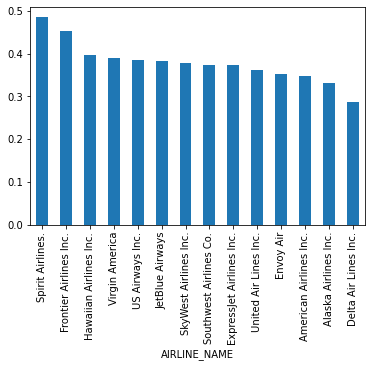 0.5
0.4
0.3
0.2
0.1
0.0
Spirit Airlines.
Frontier Airlines Inc.
Hawaiian Airlines Inc.
Virgin America
US Airways Inc.
JetBlue Airways
SkyWest Airlines Inc.
Southwest Airlines Co.
ExpressJet Airlines Inc.
United Air Lines Inc.
Envoy Air
American Airlines Inc.
Alaska Airlines Inc.
Delta Air Lines Inc.
AIRLINE_NAME